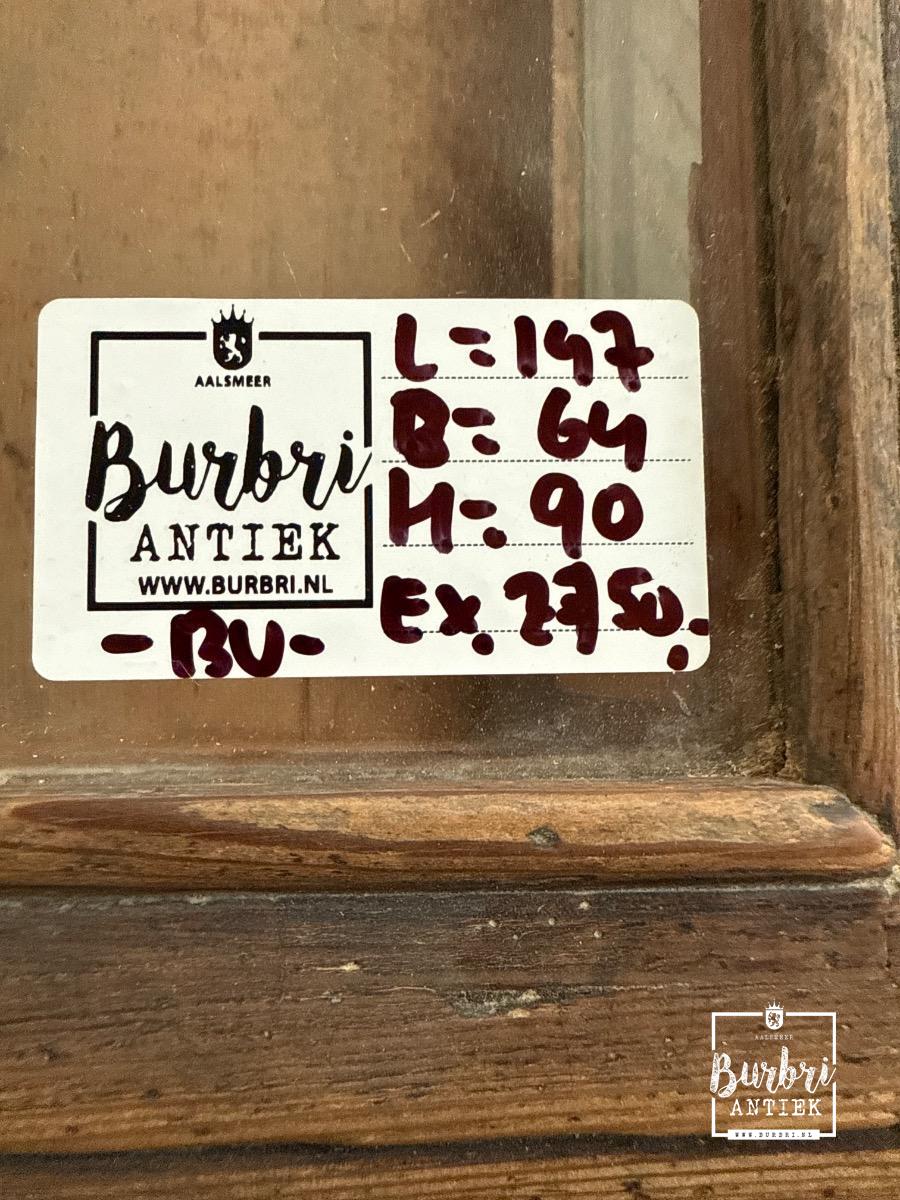 AALSMEER
Burbri
ANTIEK
WWW.BURBRI.NL
- BU -
L = 147
B = 64
H = 90
Ex. 2750,-
AALSMEER
Burbri
ANTIEK
WWW.BURBRI.NL